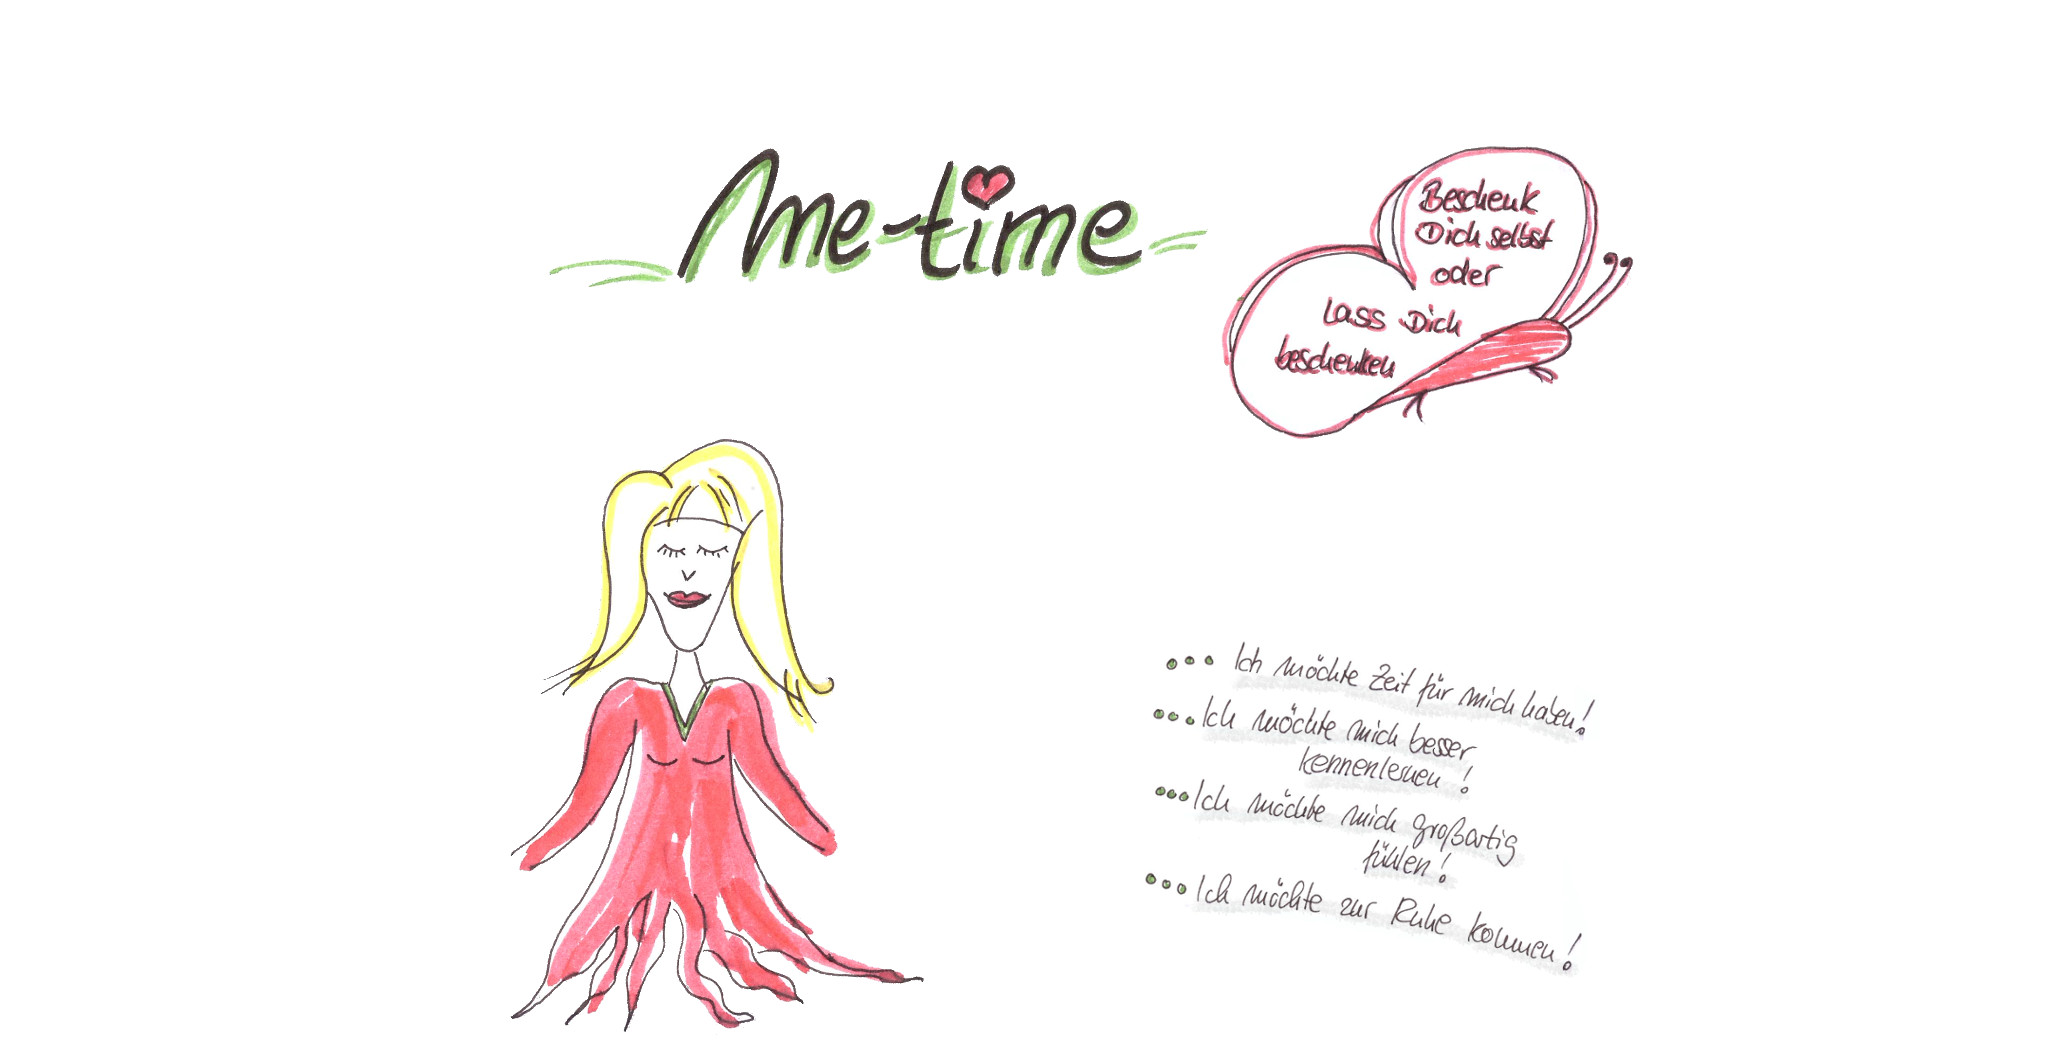 me-time
Beschenk
Dich selbst
oder
Lass Dich
beschenken
... Ich möchte Zeit für mich haben!
... Ich möchte mich besser
kennenlernen!
... Ich möchte mich großartig
fühlen!
... Ich möchte zur Ruhe kommen!